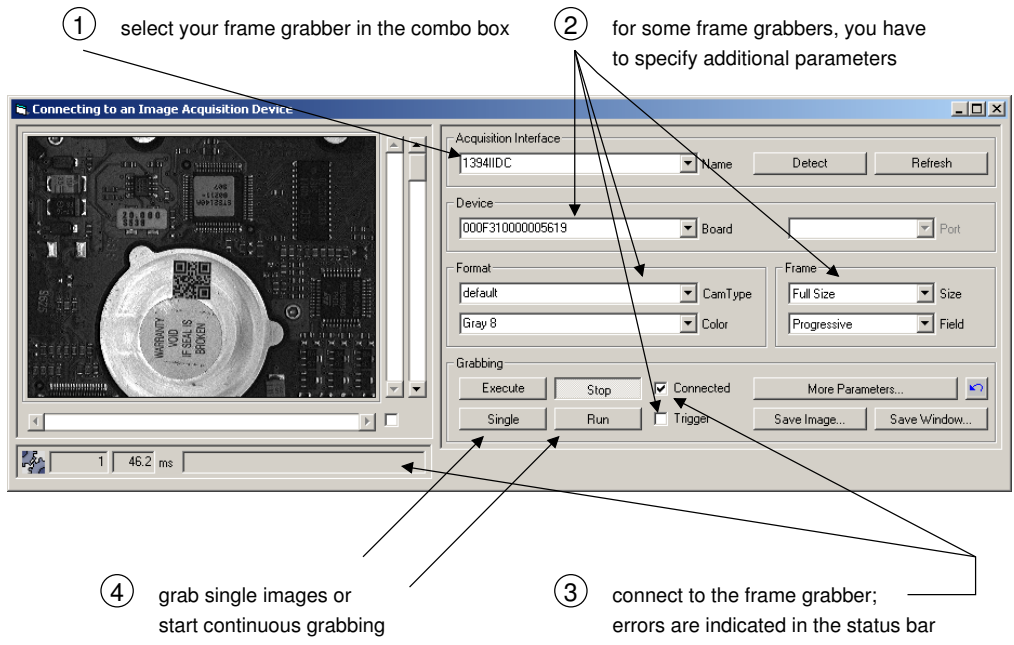 1 select your frame grabber in the combo box
2 for some frame grabbers, you have
to specify additional parameters
Connecting to an Image Acquisition Device
Acquisition Interface
1394IIDC Name Detect Refresh
Device
000F310000005619 Board Port
Format Frame
default CamType Full Size Size
Gray 8 Color Progressive Field
Grabbing
Execute Stop Connected More Parameters...
Single Run Trigger Save Image... Save Window...
20.000
WARRANTY
VOID
IF SEAL IS
BROKEN
1 46.2 ms
4 grab single images or
start continuous grabbing
3 connect to the frame grabber;
errors are indicated in the status bar